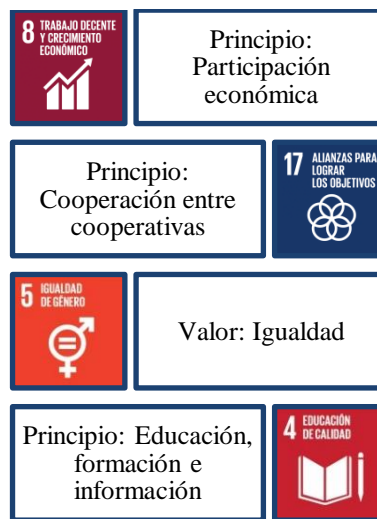 8 TRABAJO DECENTE
Y CRECIMIENTO
ECONÓMICO
Principio:
Participación
económica
Principio:
Cooperación entre
cooperativas
17 ALIANZAS PARA
LOGRAR
LOS OBJETIVOS
5 IGUALDAD
DE GÉNERO
Valor: Igualdad
Principio: Educación,
formación e
información
4 EDUCACIÓN
DE CALIDAD